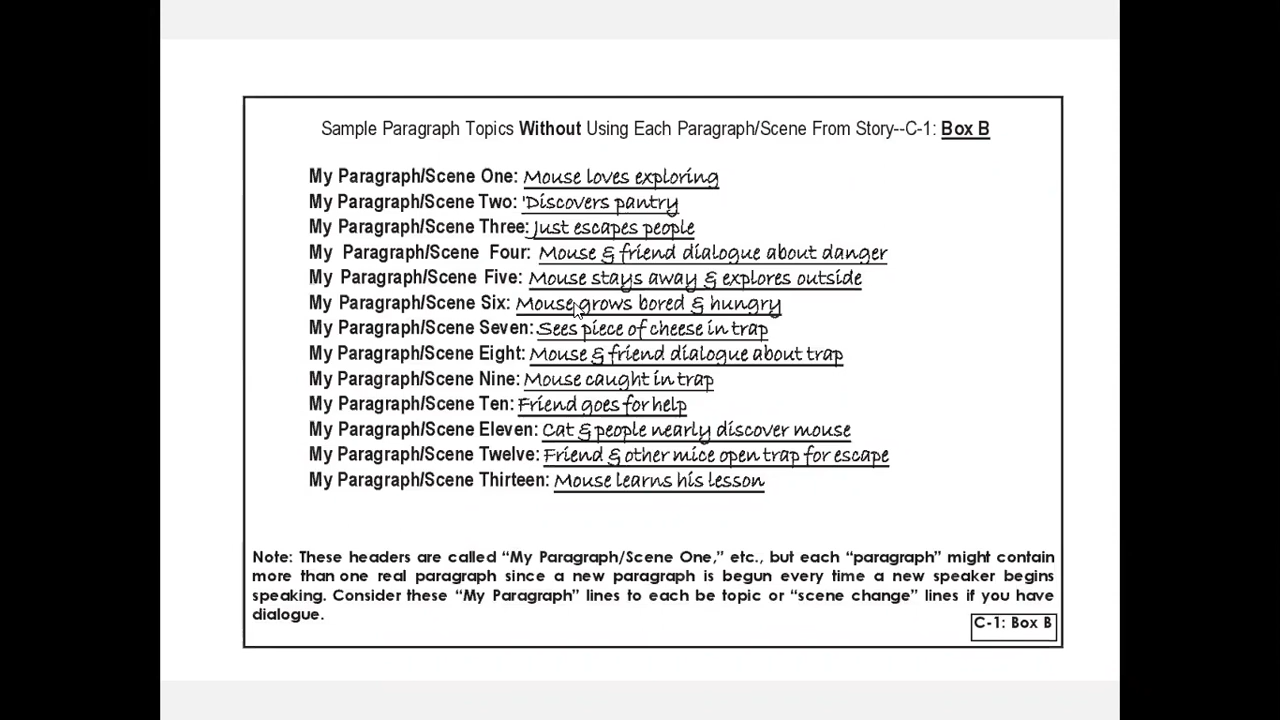 Sample Paragraph Topics Without Using Each Paragraph/Scene From Story--C-1: Box B
My Paragraph/Scene One: Mouse loves exploring
My Paragraph/Scene Two: 'Discovers pantry
My Paragraph/Scene Three: Just escapes people
My Paragraph/Scene Four: Mouse & friend dialogue about danger
My Paragraph/Scene Five: Mouse stays away & explores outside
My Paragraph/Scene Six: Mouse grows bored & hungry
My Paragraph/Scene Seven: Sees piece of cheese in trap
My Paragraph/Scene Eight: Mouse & friend dialogue about trap
My Paragraph/Scene Nine: Mouse caught in trap
My Paragraph/Scene Ten: Friend goes for help
My Paragraph/Scene Eleven: Cat & people nearly discover mouse
My Paragraph/Scene Twelve: Friend & other mice open trap for escape
My Paragraph/Scene Thirteen: Mouse learns his lesson
Note: These headers are called “My Paragraph/Scene One,” etc., but each “paragraph” might contain
more than one real paragraph since a new paragraph is begun every time a new speaker begins
speaking. Consider these “My Paragraph” lines to each be topic or “scene change” lines if you have
dialogue.
C-1: Box B